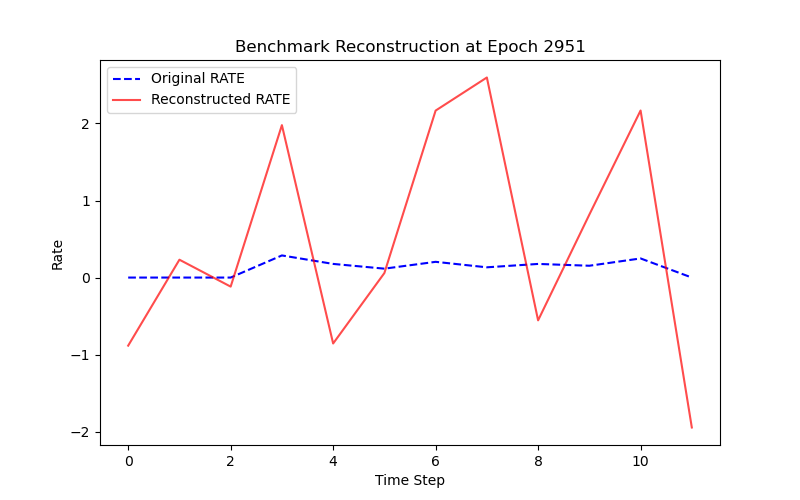 Benchmark Reconstruction at Epoch 2951
Original RATE
Reconstructed RATE
2
1
0
−1
−2
Rate
0 2 4 6 8 10
Time Step